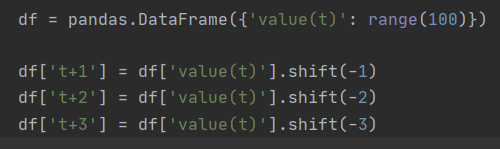 df = pandas.DataFrame({'value(t)': range(100)})
df['t+1'] = df['value(t)'].shift(-1)
df['t+2'] = df['value(t)'].shift(-2)
df['t+3'] = df['value(t)'].shift(-3)